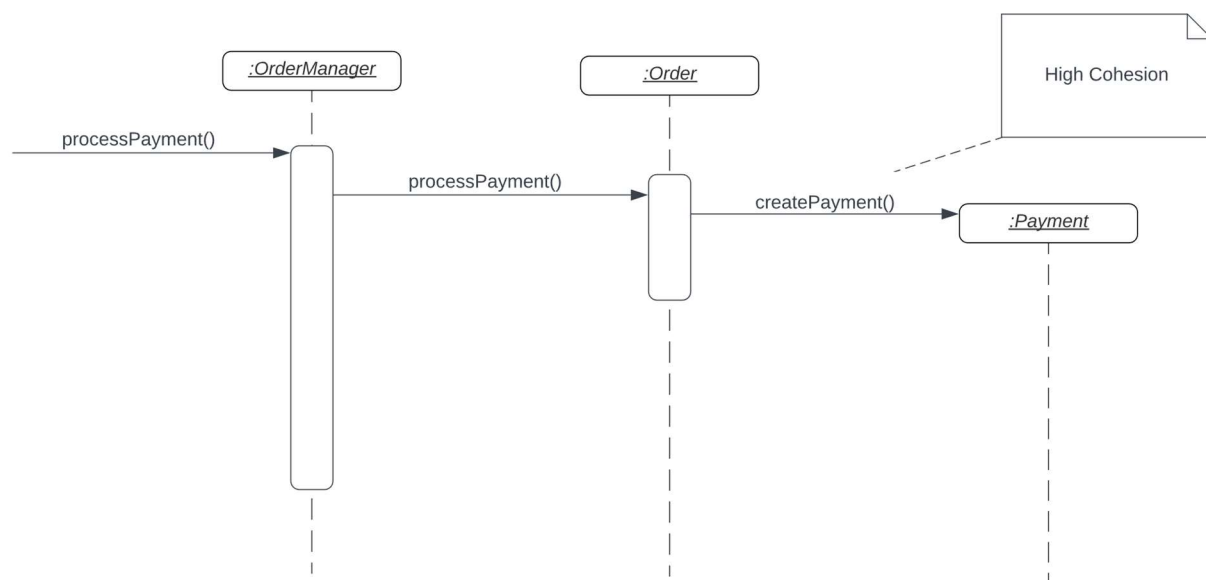 :OrderManager
:Order
High Cohesion
processPayment()
processPayment()
createPayment()
:Payment